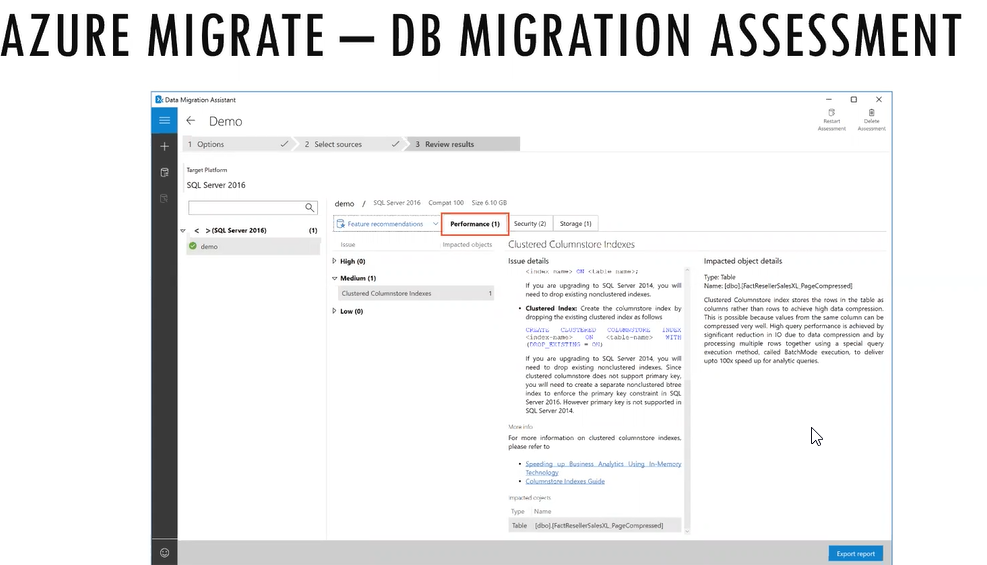 AZURE MIGRATE – DB MIGRATION ASSESSMENT
Data Migration Assistant
Demo
Restart
Assessment
Delete
Assessment
1 Options
2 Select sources
3 Review results
Target Platform
SQL Server 2016
< > (SQL Server 2016) (1)
demo
demo / SQL Server 2016 Compat 100 Size 6.10 GB
Feature recommendations
Performance (1)
Security (2)
Storage (1)
Issue Impacted objects
High (0)
Medium (1)
Clustered Columnstore Indexes 1
Low (0)
Clustered Columnstore Indexes
Issue details
<index name> ON <table name>;
If you are upgrading to SQL Server 2014, you will
need to drop existing nonclustered indexes.
• Clustered Index: Create the columnstore index by
dropping the existing clustered index as follows
CREATE CLUSTERED COLUMNSTORE INDEX
<index-name> ON <table-name> WITH
(DROP_EXISTING = ON)
If you are upgrading to SQL Server 2014, you will
need to drop existing nonclustered indexes. Since
clustered columnstore does not support primary key,
you will need to create a separate nonclustered btree
index to enforce the primary key constraint in SQL
Server 2016. However primary key is not supported in
SQL Server 2014.
More info
For more information on clustered columnstore indexes,
please refer to
• Speeding up Business Analytics Using In-Memory
Technology
• Columnstore Indexes Guide
Impacted objects
Type Name
Table [dbo].[FactResellerSalesXL_PageCompressed]
Impacted object details
Type: Table
Name: [dbo].[FactResellerSalesXL_PageCompressed]
Clustered Columnstore index stores the rows in the table as
columns rather than rows to achieve high data compression.
This is possible because values from the same column can be
compressed very well. High query performance is achieved by
significant reduction in IO due to data compression and by
processing multiple rows together using a special query
execution method, called BatchMode execution, to deliver
upto 100x speed up for analytic queries.
Export report